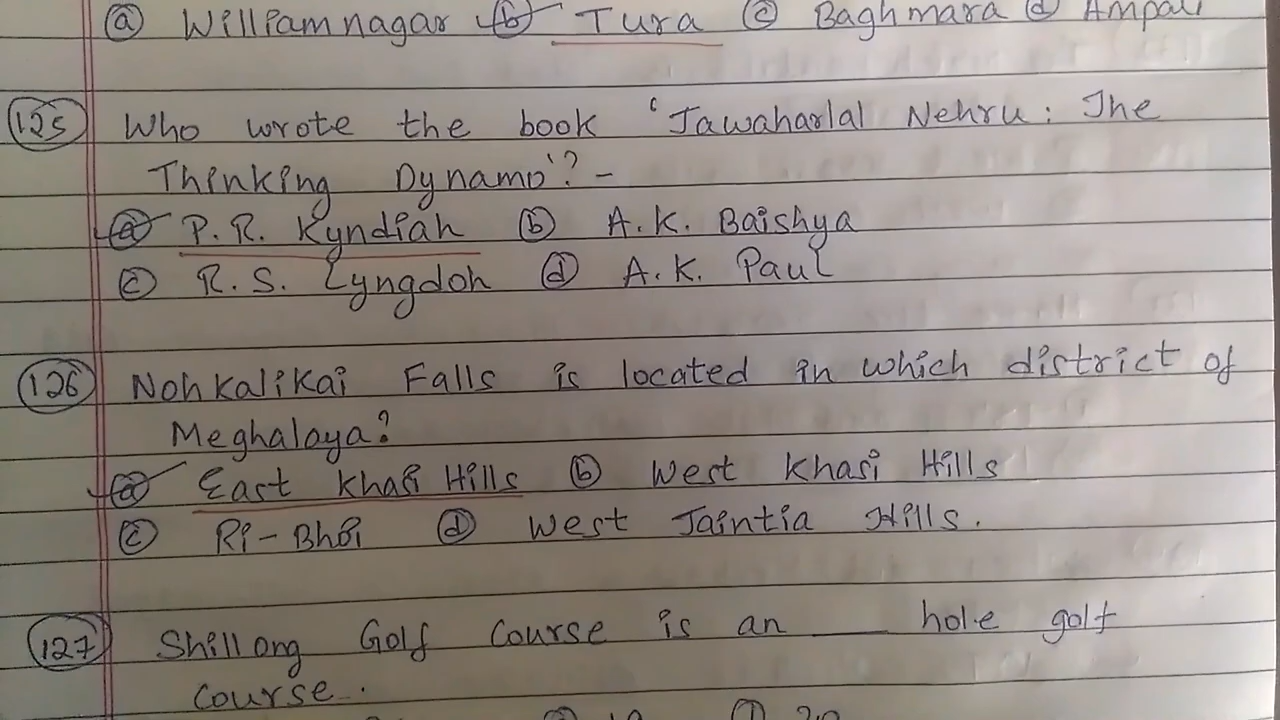 (a) Williamnagar (b) Tura (c) Baghmara (d) Ampati
(125) Who wrote the book 'Jawaharlal Nehru: The
Thinking Dynamo'? -
(a) P. R. Kyndiah (b) A. K. Baishya
(c) R. S. Lyngdoh (d) A. K. Paul
(126) Nohkalikai Falls is located in which district of
Meghalaya?
(a) East Khasi Hills (b) West Khasi Hills
(c) Ri-Bhoi (d) West Jaintia Hills.
(127) Shillong Golf Course is an ___ hole golf
course.